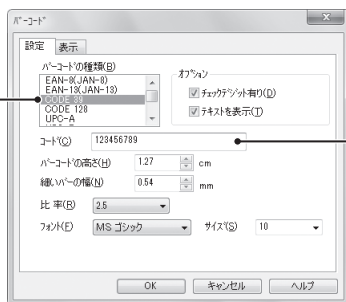 ﾊﾞｰｺｰﾄﾞ
設定 表示
ﾊﾞｰｺｰﾄﾞの種類(B)
EAN-8(JAN-8)
EAN-13(JAN-13)
CODE 39
CODE 128
UPC-A
ｵﾌﾟｼｮﾝ
ﾁｪｯｸﾃﾞｼﾞｯﾄ有り(D)
ﾃｷｽﾄを表示(T)
ｺｰﾄﾞ(C) 123456789
ﾊﾞｰｺｰﾄﾞの高さ(H) 1.27 cm
細いﾊﾞｰの幅(N) 0.54 mm
比 率(R) 2.5
ﾌｫﾝﾄ(F) MS ゴシック ｻｲｽﾞ(S) 10
OK キャンセル ヘルプ